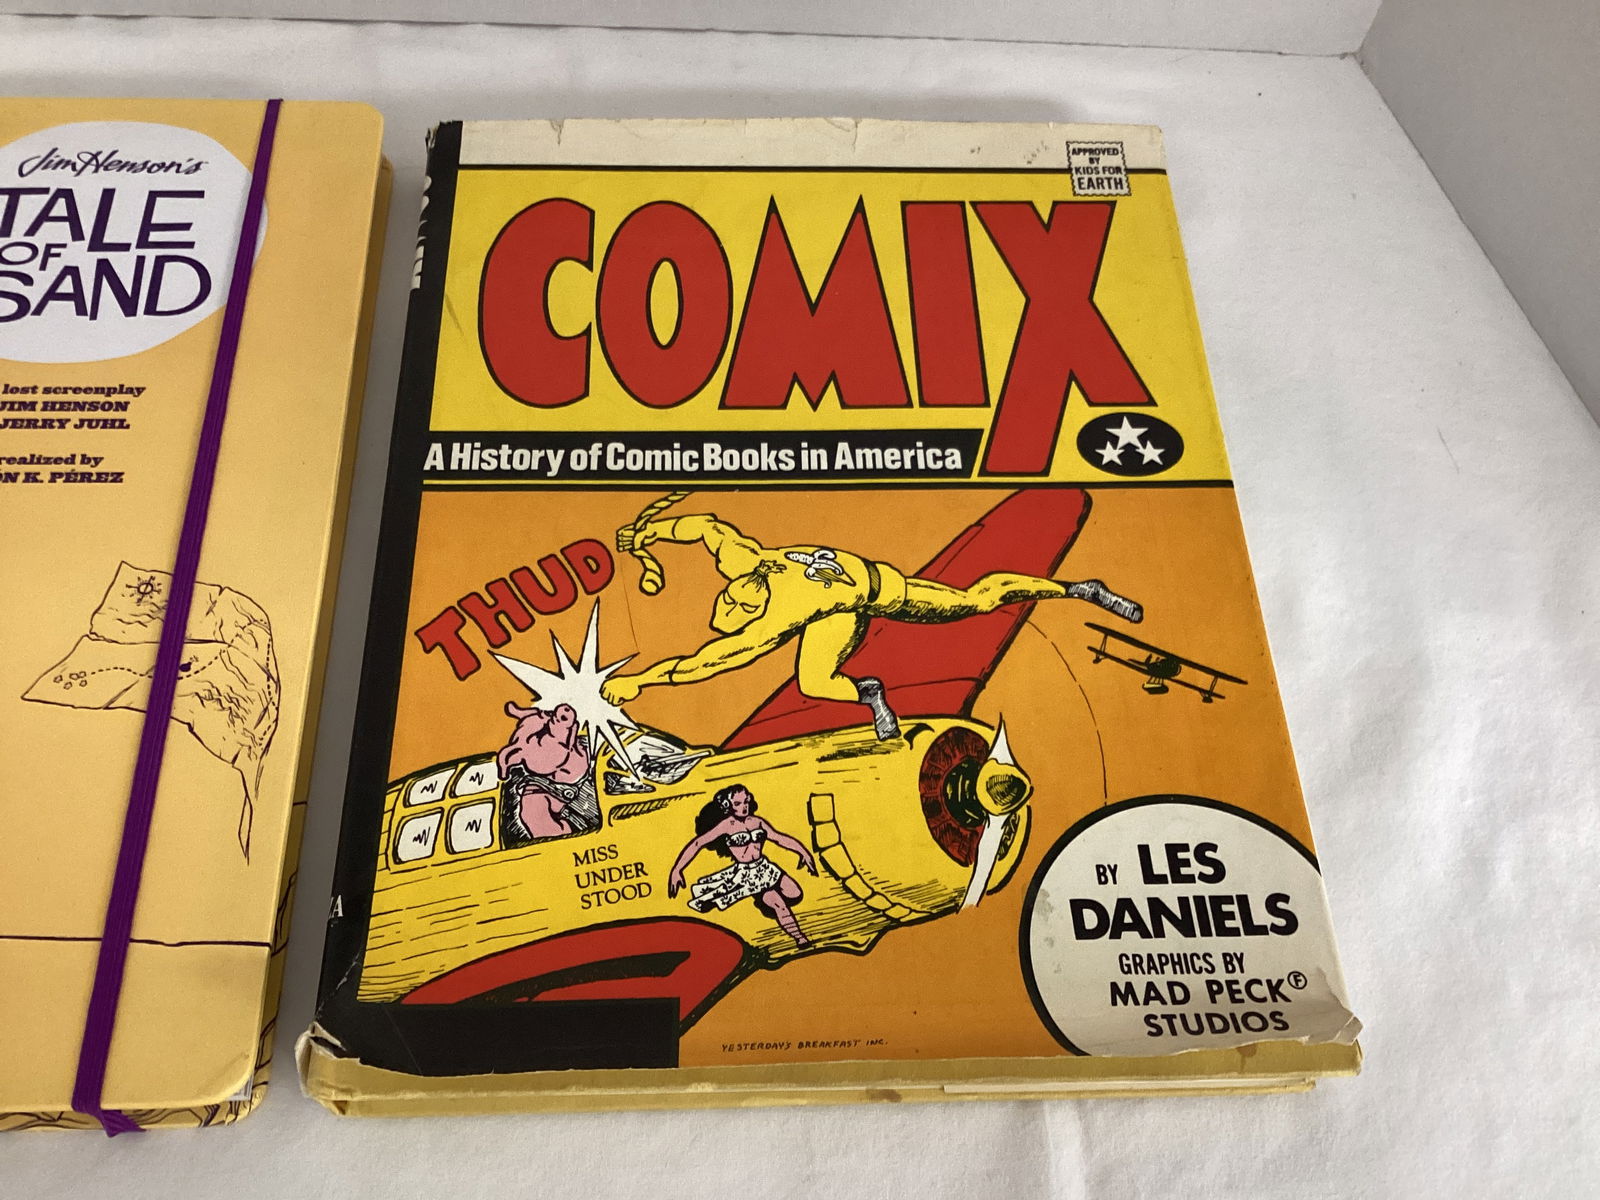 Jim Henson's
TALE
OF
SAND
lost screenplay
JIM HENSON
JERRY JUHL
realized by
N K. PÉREZ
APPROVED
BY
KIDS FOR
EARTH
COMIX
A History of Comic Books in America
THUD
MISS
UNDER
STOOD
BY LES
DANIELS
GRAPHICS BY
MAD PECK Ⓕ
STUDIOS
YESTERDAY'S BREAKFAST INC.